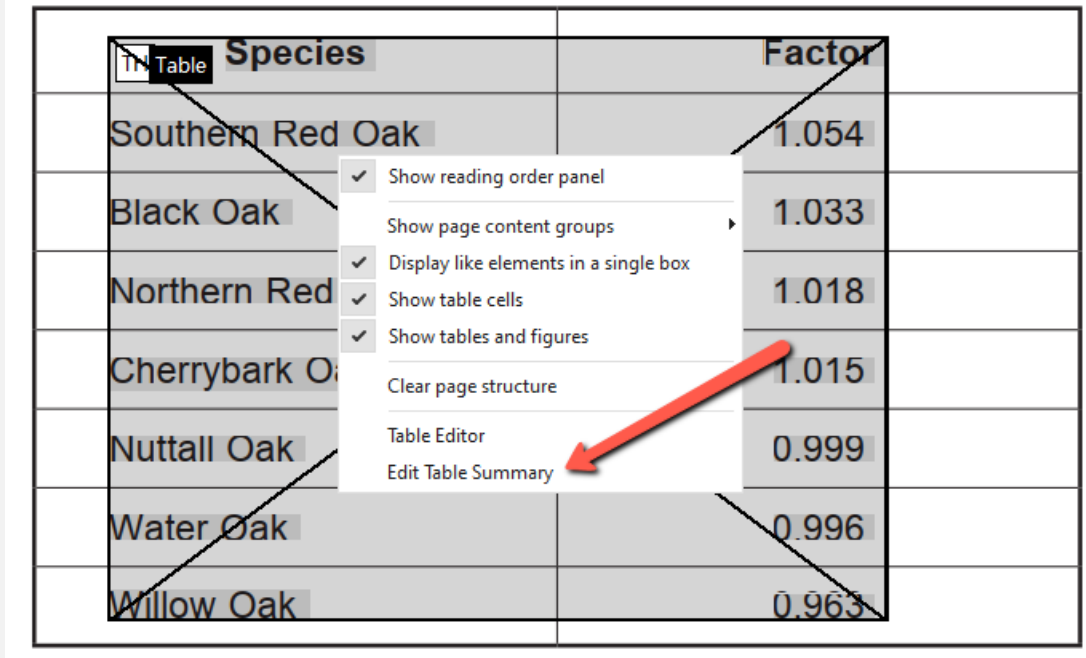 TH Table Species Factor
Southern Red Oak 1.054
Show reading order panel
Black Oak 1.033
Show page content groups
Display like elements in a single box
Northern Red 1.018
Show table cells
Show tables and figures
Cherrybark 1.015
Clear page structure
Table Editor
Nuttall Oak 0.999
Edit Table Summary
Water Oak 0.996
Willow Oak 0.963